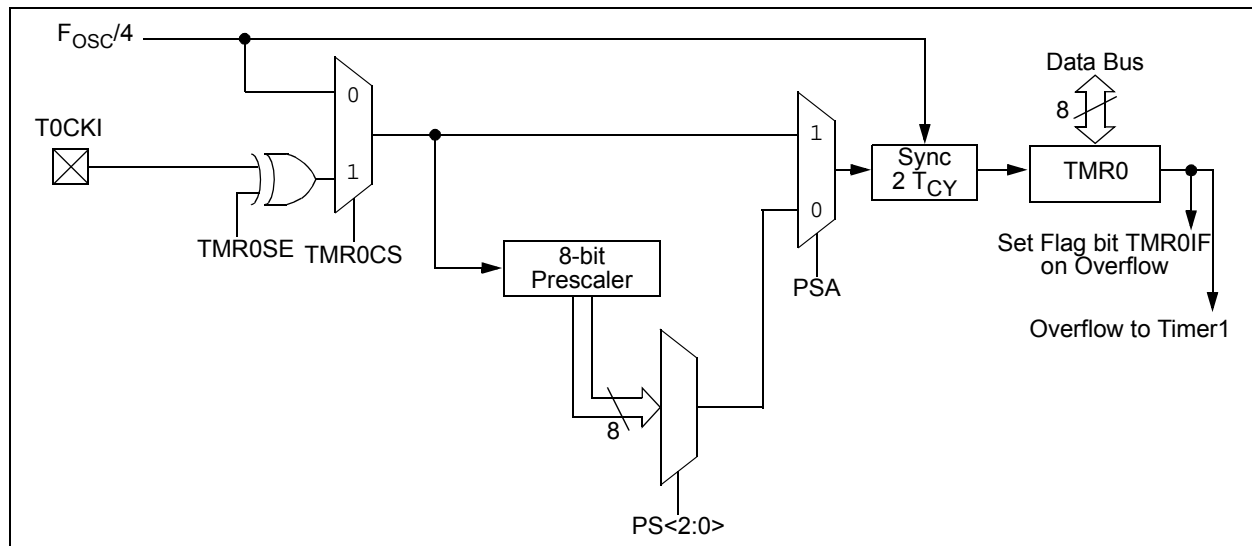 FOSC/4
Data Bus
8
T0CKI
0
1
1
0
Sync
2 TCY
TMR0
TMR0SE
TMR0CS
8-bit
Prescaler
PSA
Set Flag bit TMR0IF
on Overflow
Overflow to Timer1
8
PS<2:0>